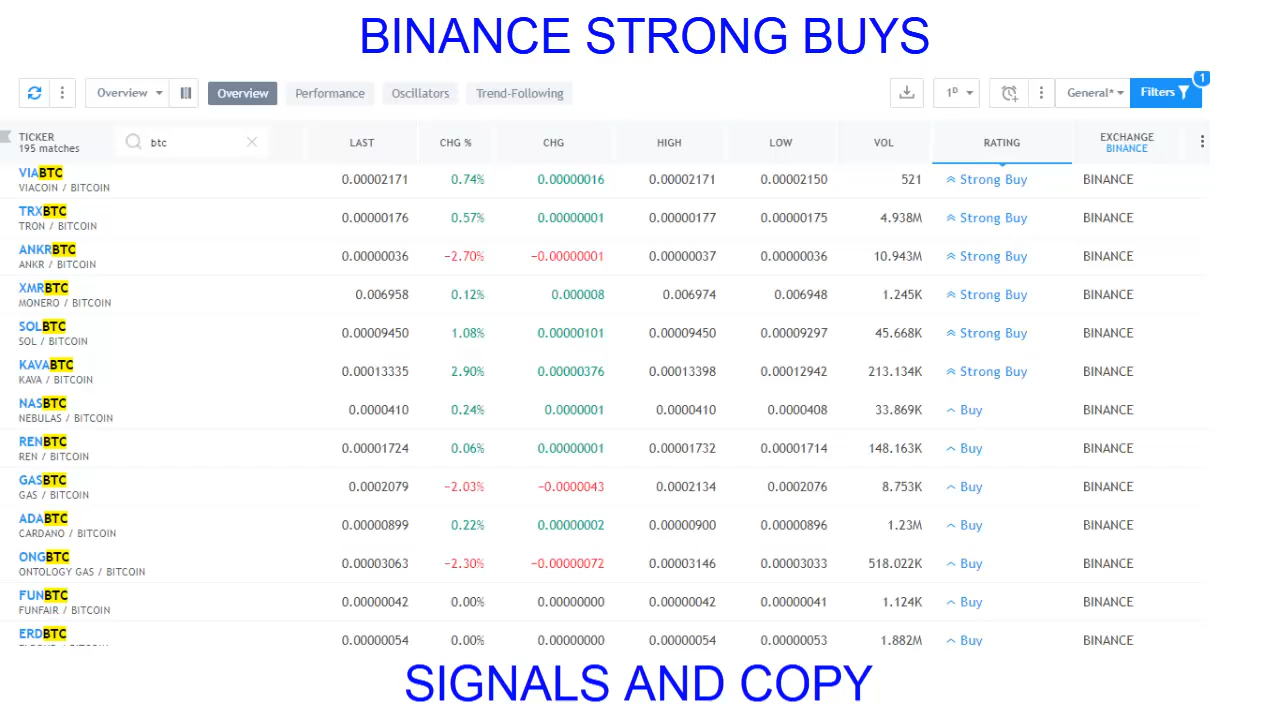 BINANCE STRONG BUYS
Overview Overview Performance Oscillators Trend-Following 1D General* Filters 1
TICKER btc LAST CHG % CHG HIGH LOW VOL RATING EXCHANGE
195 matches BINANCE
VIABTC 0.00002171 0.74% 0.00000016 0.00002171 0.00002150 521 Strong Buy BINANCE
VIACOIN / BITCOIN
TRXBTC 0.00000176 0.57% 0.00000001 0.00000177 0.00000175 4.938M Strong Buy BINANCE
TRON / BITCOIN
ANKRBTC 0.00000036 −2.70% −0.00000001 0.00000037 0.00000036 10.943M Strong Buy BINANCE
ANKR / BITCOIN
XMRBTC 0.006958 0.12% 0.000008 0.006974 0.006948 1.245K Strong Buy BINANCE
MONERO / BITCOIN
SOLBTC 0.00009450 1.08% 0.00000101 0.00009450 0.00009297 45.668K Strong Buy BINANCE
SOL / BITCOIN
KAVABTC 0.00013335 2.90% 0.00000376 0.00013398 0.00012942 213.134K Strong Buy BINANCE
KAVA / BITCOIN
NASBTC 0.0000410 0.24% 0.0000001 0.0000410 0.0000408 33.869K Buy BINANCE
NEBULAS / BITCOIN
RENBTC 0.00001724 0.06% 0.00000001 0.00001732 0.00001714 148.163K Buy BINANCE
REN / BITCOIN
GASBTC 0.0002079 −2.03% −0.0000043 0.0002134 0.0002076 8.753K Buy BINANCE
GAS / BITCOIN
ADABTC 0.00000899 0.22% 0.00000002 0.00000900 0.00000896 1.23M Buy BINANCE
CARDANO / BITCOIN
ONGBTC 0.00003063 −2.30% −0.00000072 0.00003146 0.00003033 518.022K Buy BINANCE
ONTOLOGY GAS / BITCOIN
FUNBTC 0.00000042 0.00% 0.00000000 0.00000042 0.00000041 1.124K Buy BINANCE
FUNFAIR / BITCOIN
ERDBTC 0.00000054 0.00% 0.00000000 0.00000054 0.00000053 1.882M Buy BINANCE
SIGNALS AND COPY